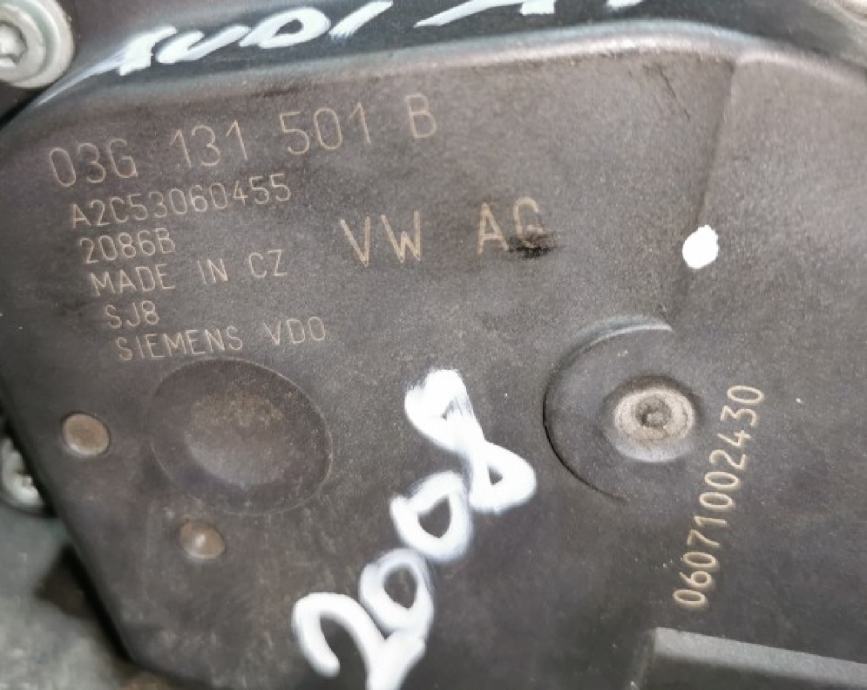 AUDI
03G 131 501 B
A2C53060455
2086B
VW AG
MADE IN CZ
SJ8
SIEMENS VDO
2008
06071002430